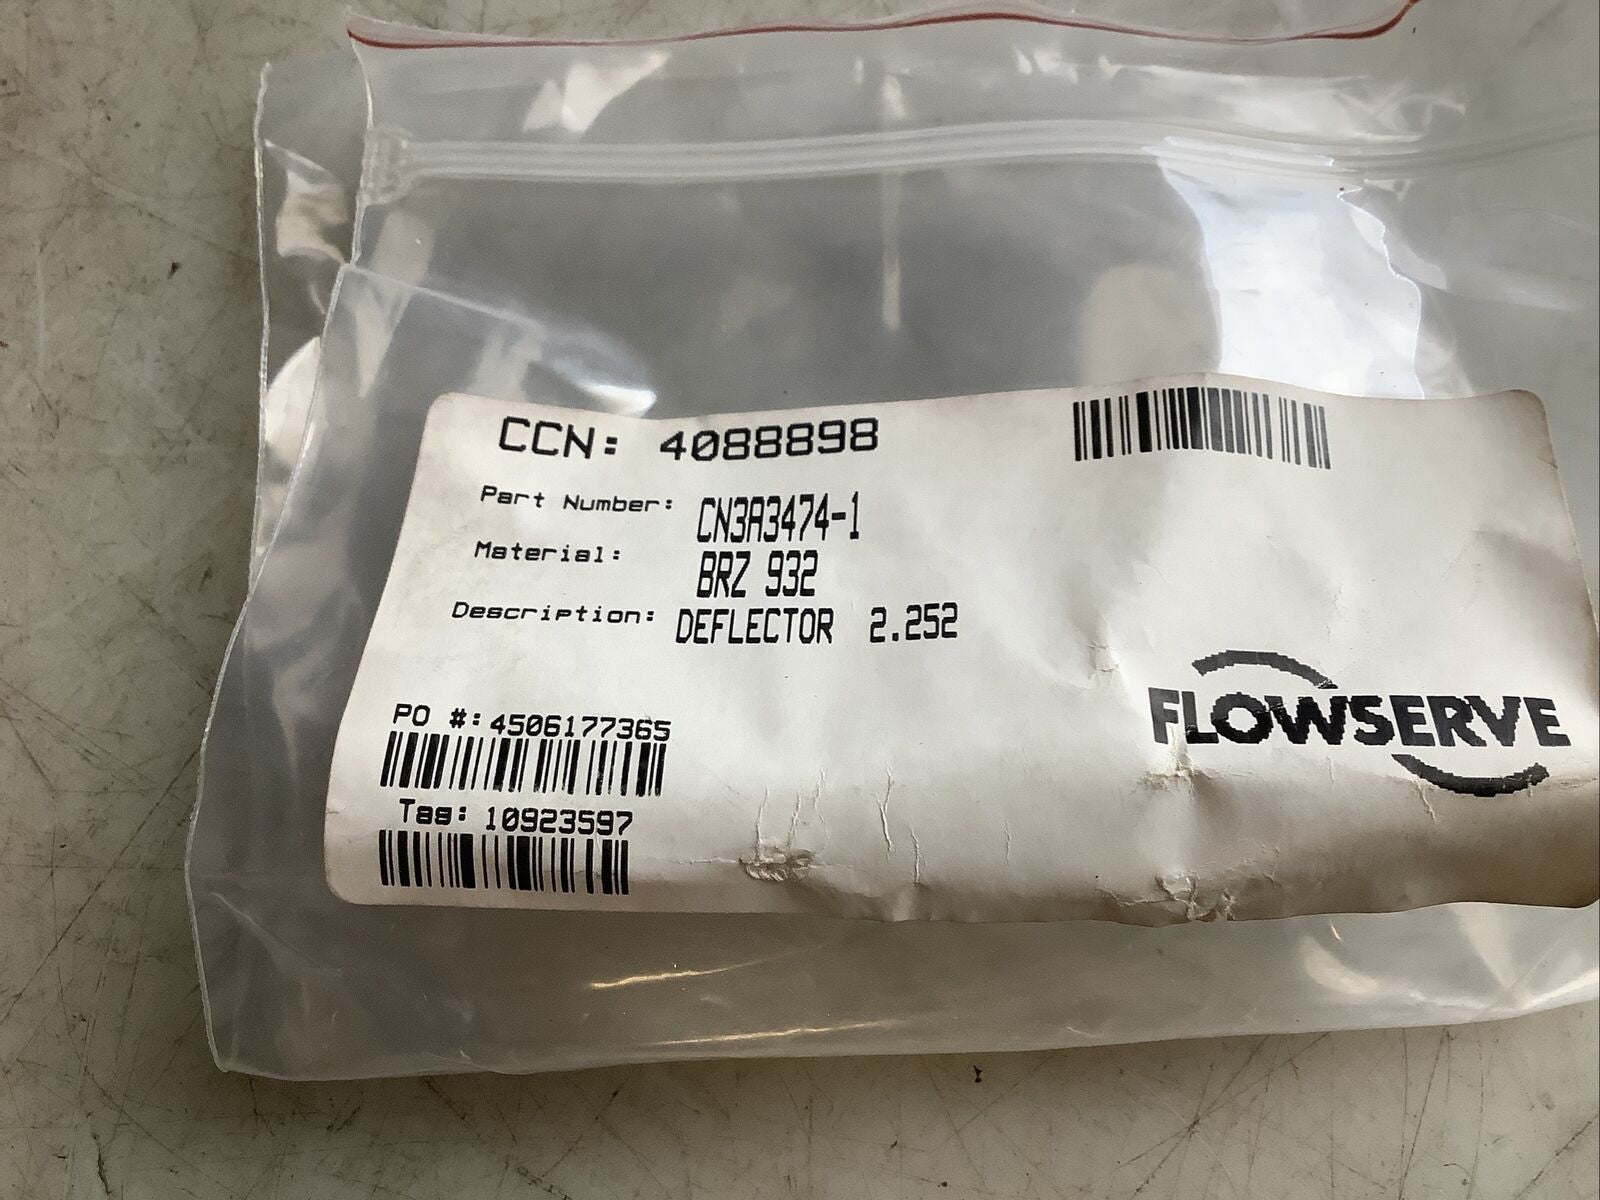 CCN: 4088898
Part Number: CN3A3474-1
Material: BRZ 932
Description: DEFLECTOR 2.252
PO #: 4506177365
Tag: 10923597
FLOWSERVE